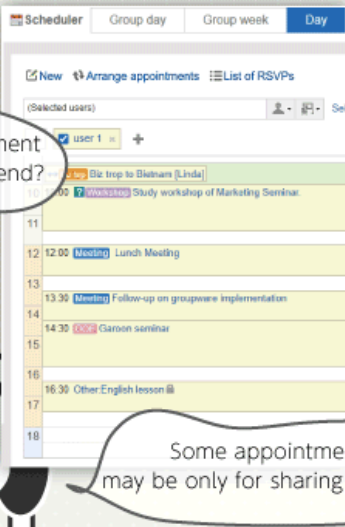 Scheduler Group day Group week Day
New Arrange appointments List of RSVPs
(Selected users) Se
ment
end?
user 1
Biz trop to Bietnam [Linda]
Workshop Study workshop of Marketing Seminar.
11
12 12:00 Meeting Lunch Meeting
13
13:30 Meeting Follow-up on groupware implementation
14
14:30 Garoon seminar
15
16
16:30 Other:English lesson
17
18
Some appointme
may be only for sharing